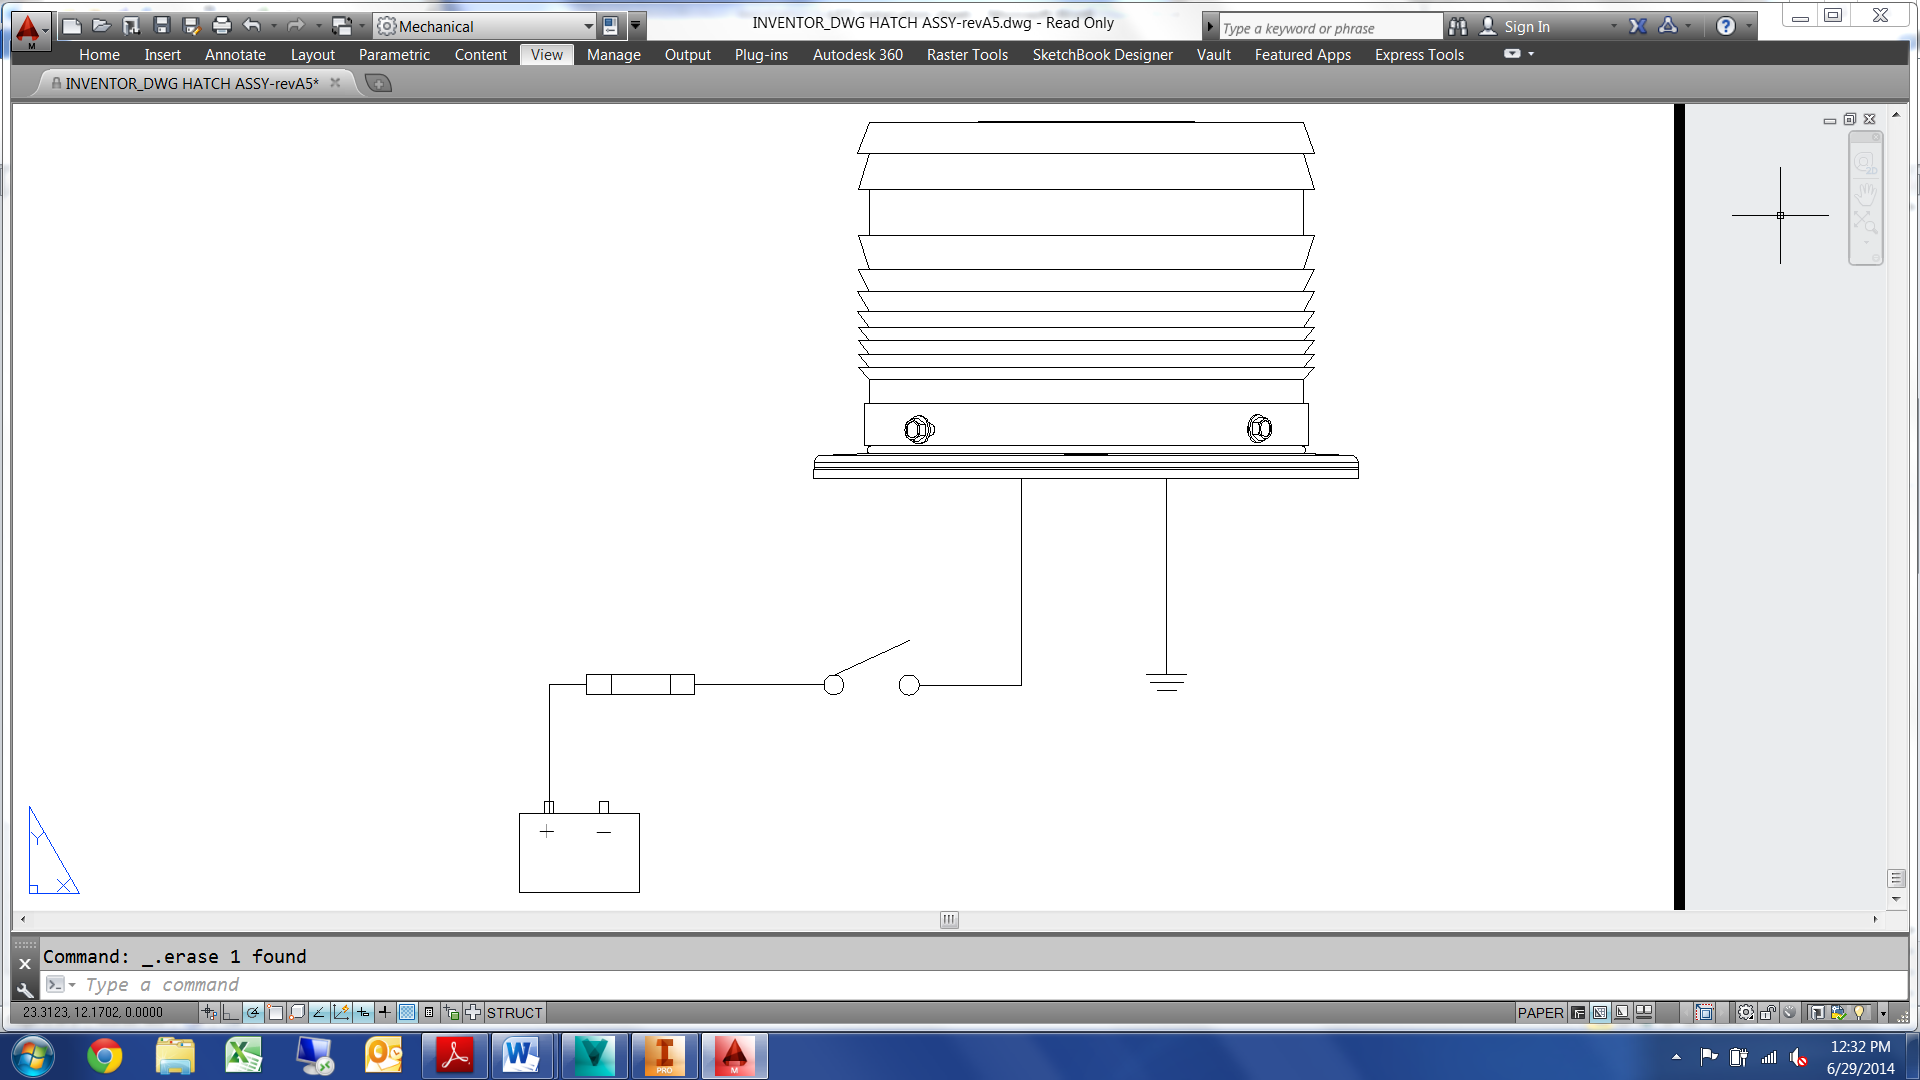 INVENTOR_DWG HATCH ASSY-revA5.dwg - Read Only
Mechanical
Type a keyword or phrase
Sign In
Home Insert Annotate Layout Parametric Content View Manage Output Plug-ins Autodesk 360 Raster Tools SketchBook Designer Vault Featured Apps Express Tools
INVENTOR_DWG HATCH ASSY-revA5*
2D
+ −
Y
X
Command: _.erase 1 found
Type a command
23.3123, 12.1702, 0.0000
STRUCT
PAPER
PRO
M
12:32 PM
6/29/2014